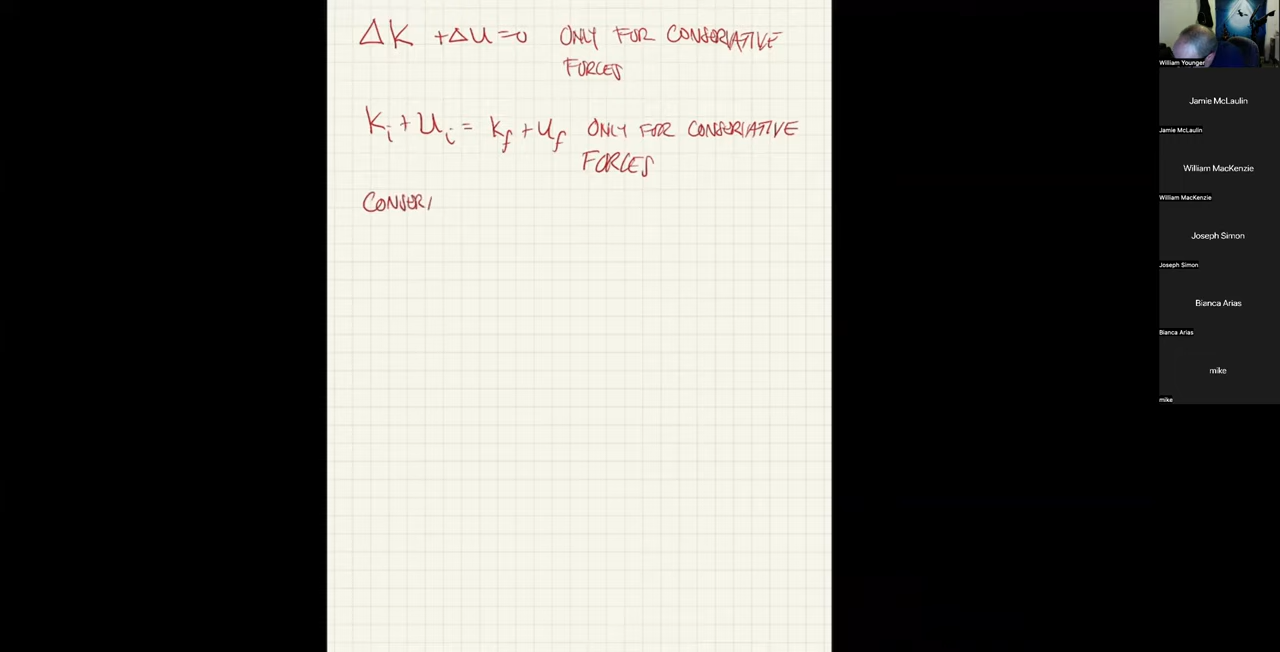 ΔK + ΔU = 0 ONLY FOR CONSERVATIVE
FORCES
Ki + Ui = Kf + Uf ONLY FOR CONSERVATIVE
FORCES
CONSER
William Younger
Jamie McLaulin
Jamie McLaulin
William MacKenzie
William MacKenzie
Joseph Simon
Joseph Simon
Bianca Arias
Bianca Arias
mike
mike